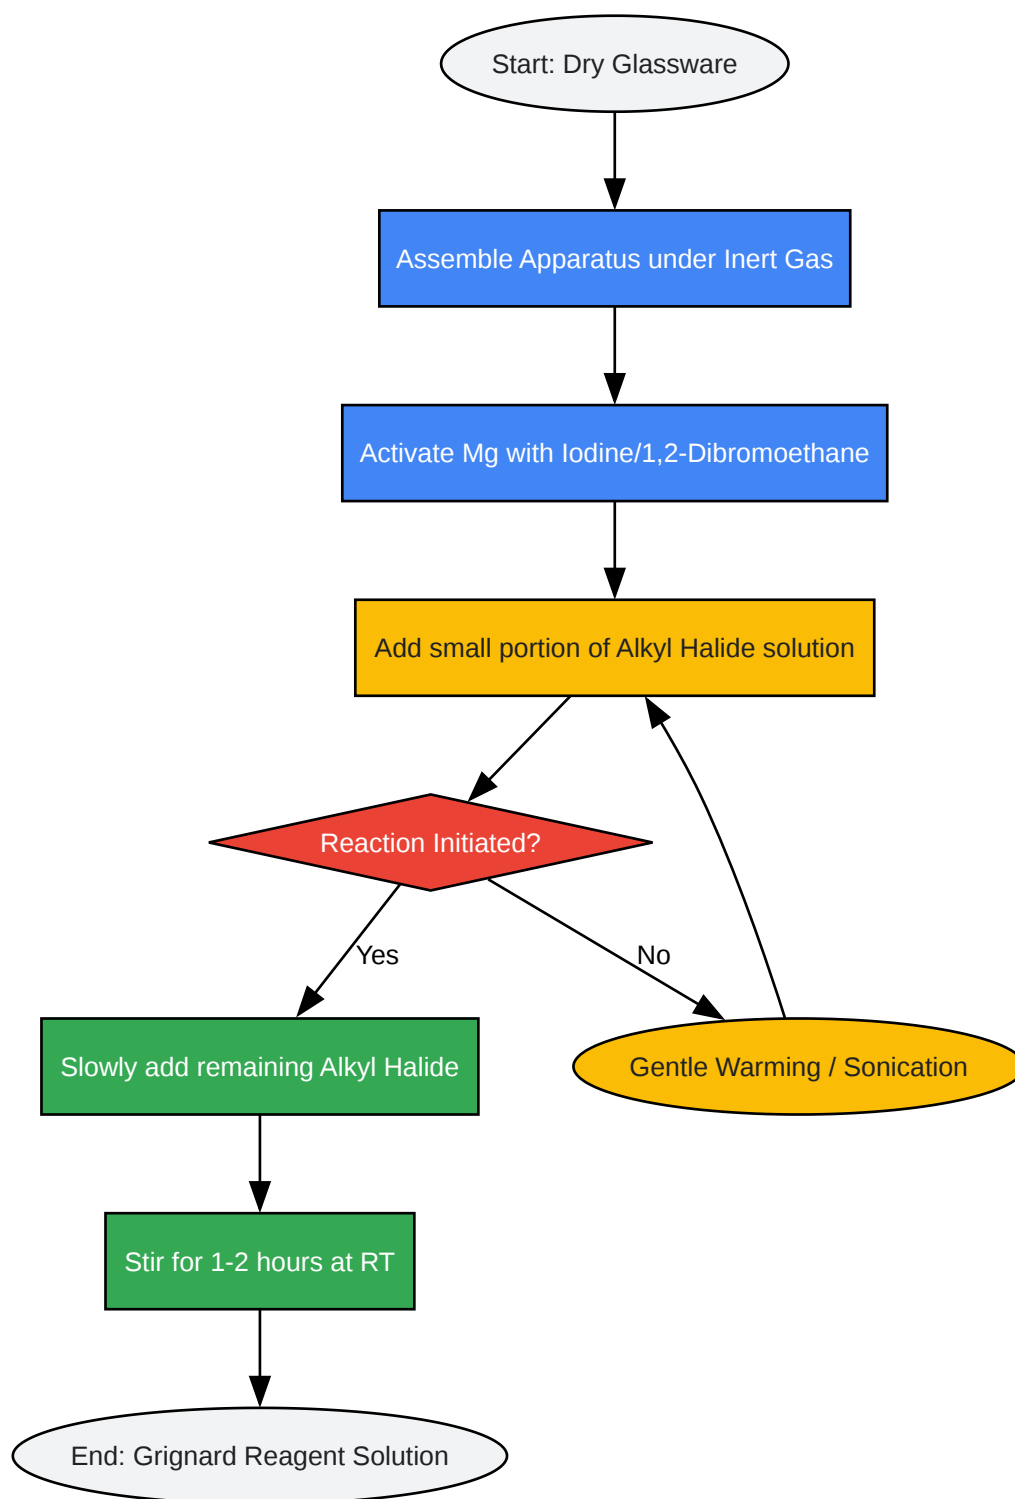 Start: Dry Glassware
Assemble Apparatus under Inert Gas
Activate Mg with Iodine/1,2-Dibromoethane
Add small portion of Alkyl Halide solution
Reaction Initiated?
Yes
No
Slowly add remaining Alkyl Halide
Gentle Warming / Sonication
Stir for 1-2 hours at RT
End: Grignard Reagent Solution